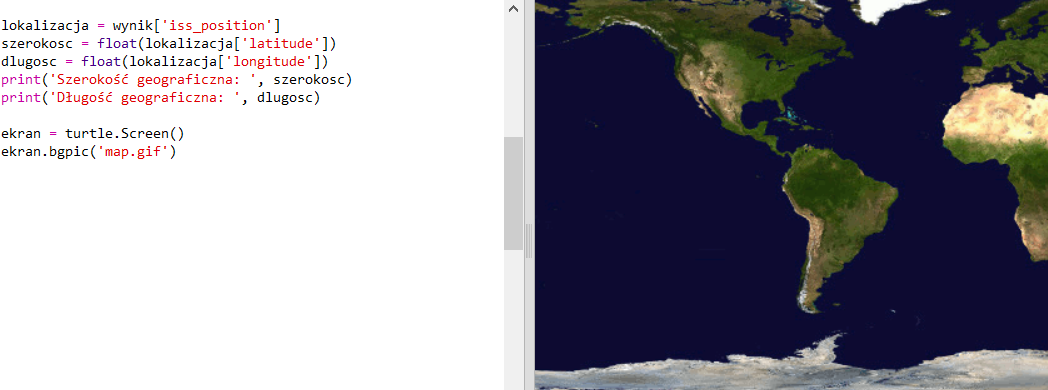 lokalizacja = wynik['iss_position']
szerokosc = float(lokalizacja['latitude'])
dlugosc = float(lokalizacja['longitude'])
print('Szerokość geograficzna: ', szerokosc)
print('Długość geograficzna: ', dlugosc)
ekran = turtle.Screen()
ekran.bgpic('map.gif')